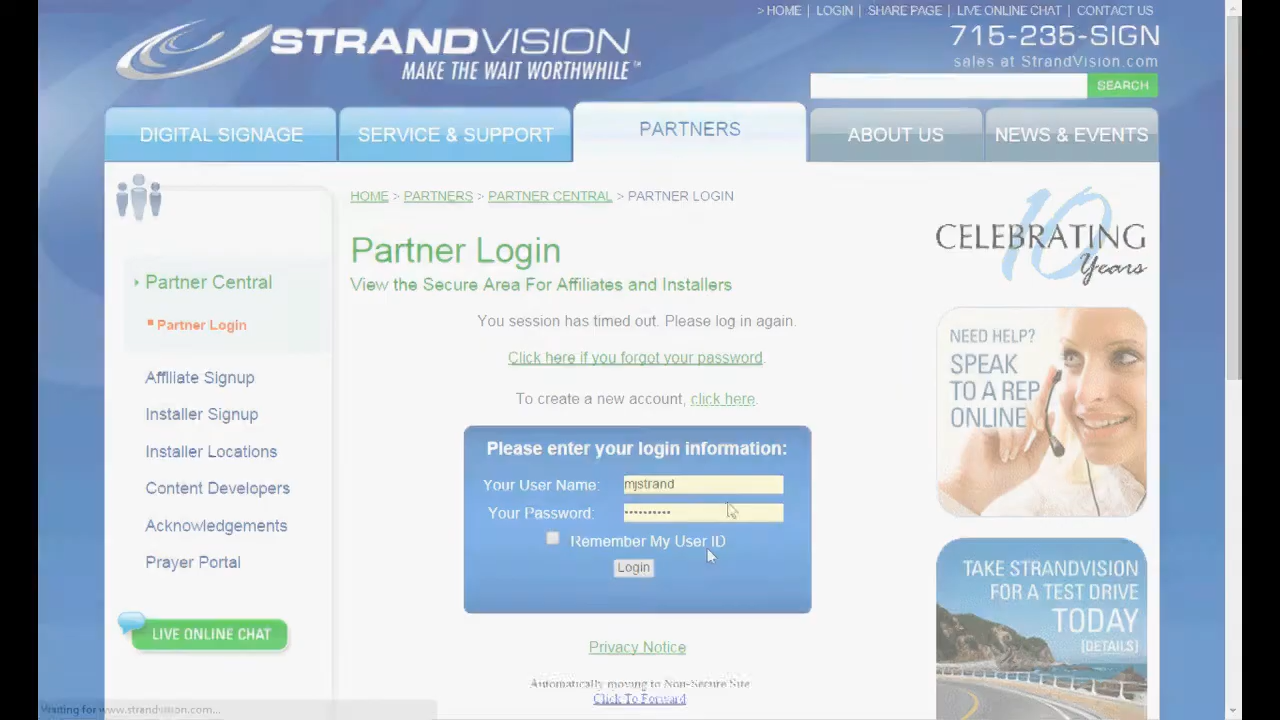 > HOME | LOGIN | SHARE PAGE | LIVE ONLINE CHAT | CONTACT US
STRANDVISION
MAKE THE WAIT WORTHWHILE™
715-235-SIGN
sales at StrandVision.com
SEARCH
DIGITAL SIGNAGE
SERVICE & SUPPORT
PARTNERS
ABOUT US
NEWS & EVENTS
HOME > PARTNERS > PARTNER CENTRAL > PARTNER LOGIN
Partner Central
Partner Login
Affiliate Signup
Installer Signup
Installer Locations
Content Developers
Acknowledgements
Prayer Portal
LIVE ONLINE CHAT
Partner Login
View the Secure Area For Affiliates and Installers
You session has timed out. Please log in again.
Click here if you forgot your password.
To create a new account, click here.
Please enter your login information:
Your User Name: mjstrand
Your Password: ••••••••••
Remember My User ID
Login
Privacy Notice
Automatically moving to Non-Secure Site
Click To Forward
CELEBRATING
10
Years
NEED HELP?
SPEAK
TO A REP
ONLINE
TAKE STRANDVISION
FOR A TEST DRIVE
TODAY
[DETAILS]
Waiting for www.strandvision.com...